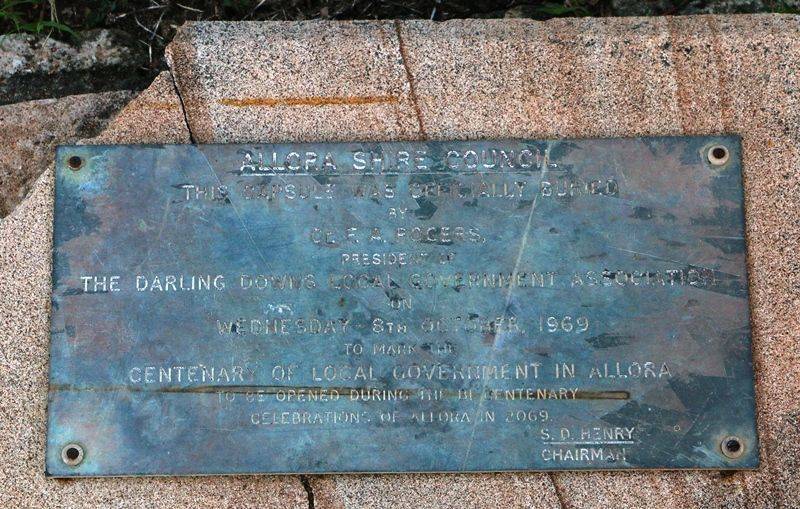 ALLORA SHIRE COUNCIL
THIS CAPSULE WAS OFFICIALLY BURIED
BY
CR. F. A. ROGERS,
PRESIDENT OF
THE DARLING DOWNS LOCAL GOVERNMENT ASSOCIATION
ON
WEDNESDAY 8TH OCTOBER, 1969
TO MARK THE
CENTENARY OF LOCAL GOVERNMENT IN ALLORA
TO BE OPENED DURING THE BI-CENTENARY
CELEBRATIONS OF ALLORA IN 2069.
S. D. HENRY
CHAIRMAN